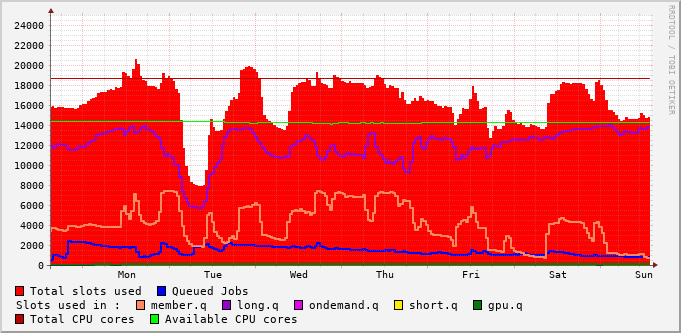 RRDTOOL / TOBI OETIKER
24000
22000
20000
18000
16000
14000
12000
10000
8000
6000
4000
2000
0
Mon Tue Wed Thu Fri Sat Sun
Total slots used Queued Jobs
Slots used in : member.q long.q ondemand.q short.q gpu.q
Total CPU cores Available CPU cores